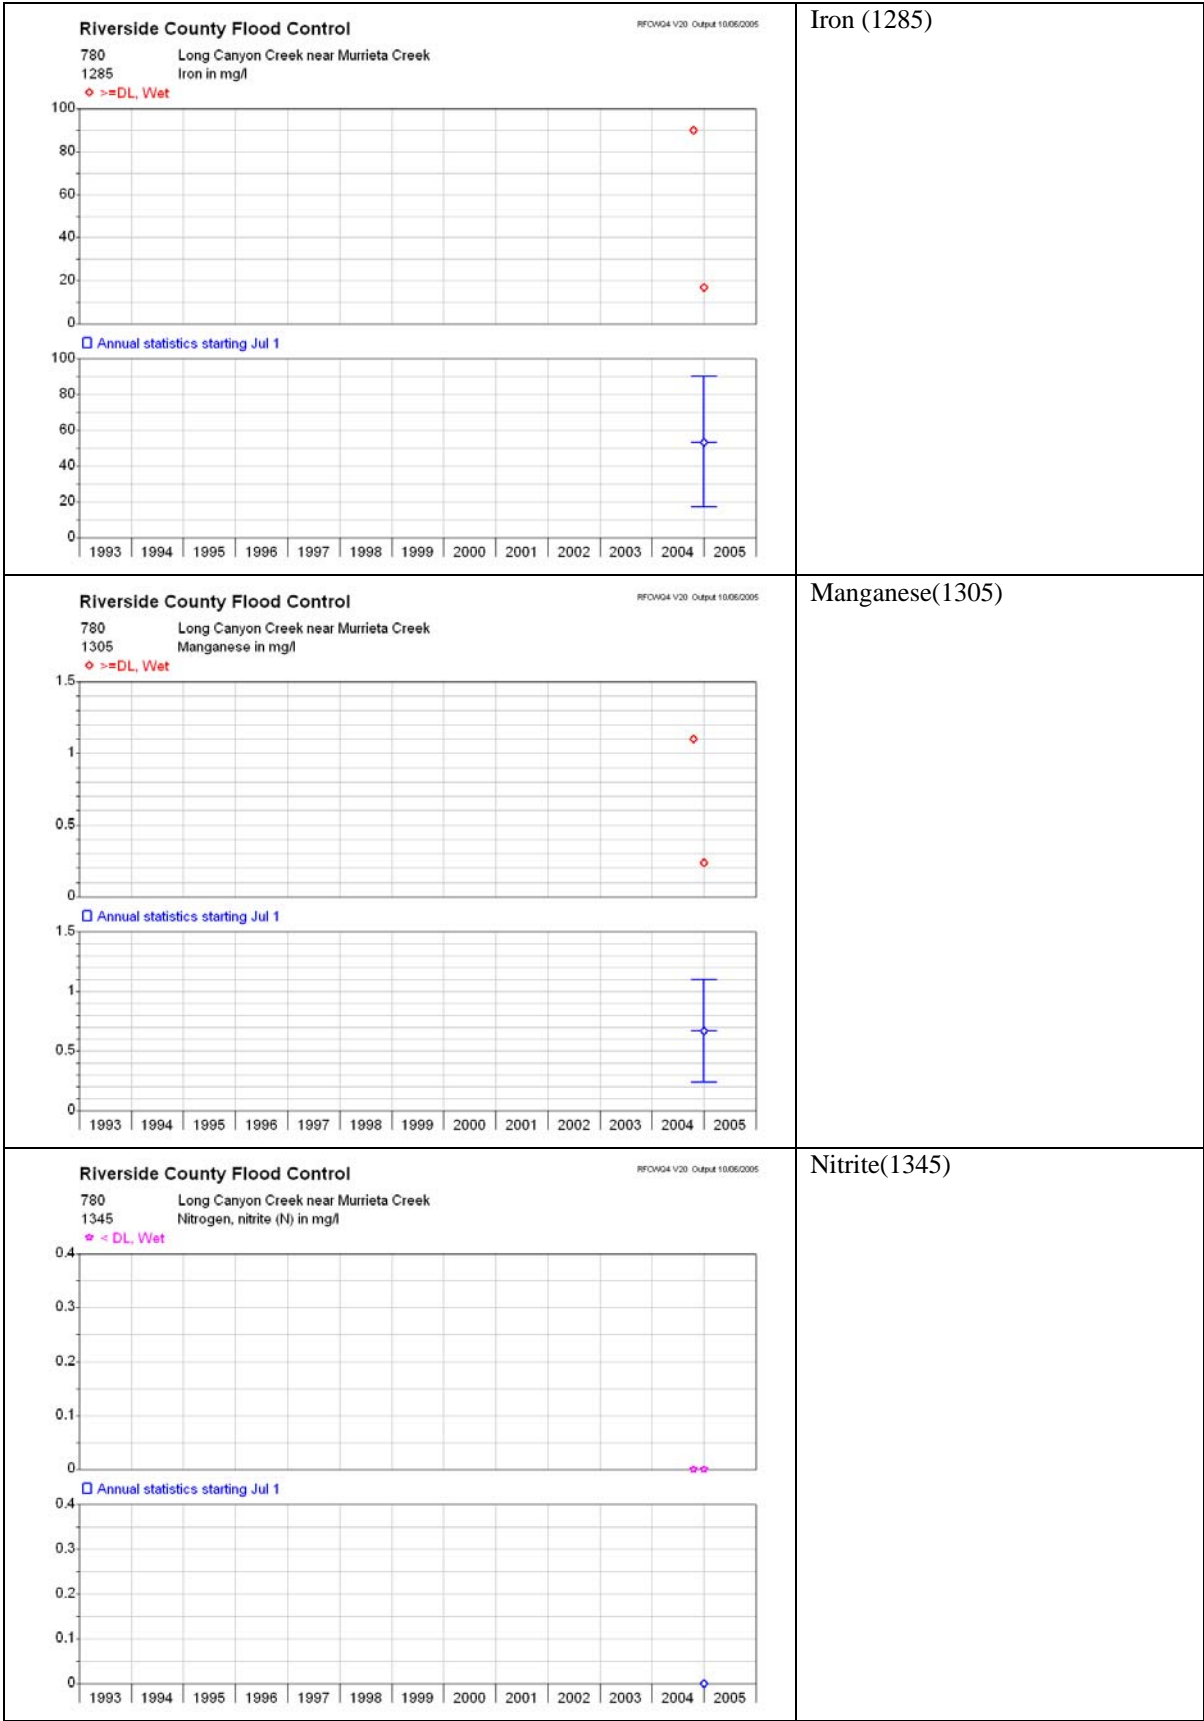 Riverside County Flood Control
RFCWQ4 V20 Output 10/06/2005
780 Long Canyon Creek near Murrieta Creek
1285 Iron in mg/l
>=DL, Wet
100
80
60
40
20
0
Annual statistics starting Jul 1
100
80
60
40
20
0
1993 1994 1995 1996 1997 1998 1999 2000 2001 2002 2003 2004 2005
Iron (1285)
Riverside County Flood Control
RFCWQ4 V20 Output 10/06/2005
780 Long Canyon Creek near Murrieta Creek
1305 Manganese in mg/l
>=DL, Wet
1.5
1
0.5
0
Annual statistics starting Jul 1
1.5
1
0.5
0
1993 1994 1995 1996 1997 1998 1999 2000 2001 2002 2003 2004 2005
Manganese(1305)
Riverside County Flood Control
RFCWQ4 V20 Output 10/06/2005
780 Long Canyon Creek near Murrieta Creek
1345 Nitrogen, nitrite (N) in mg/l
< DL, Wet
0.4
0.3
0.2
0.1
0
Annual statistics starting Jul 1
0.4
0.3
0.2
0.1
0
1993 1994 1995 1996 1997 1998 1999 2000 2001 2002 2003 2004 2005
Nitrite(1345)